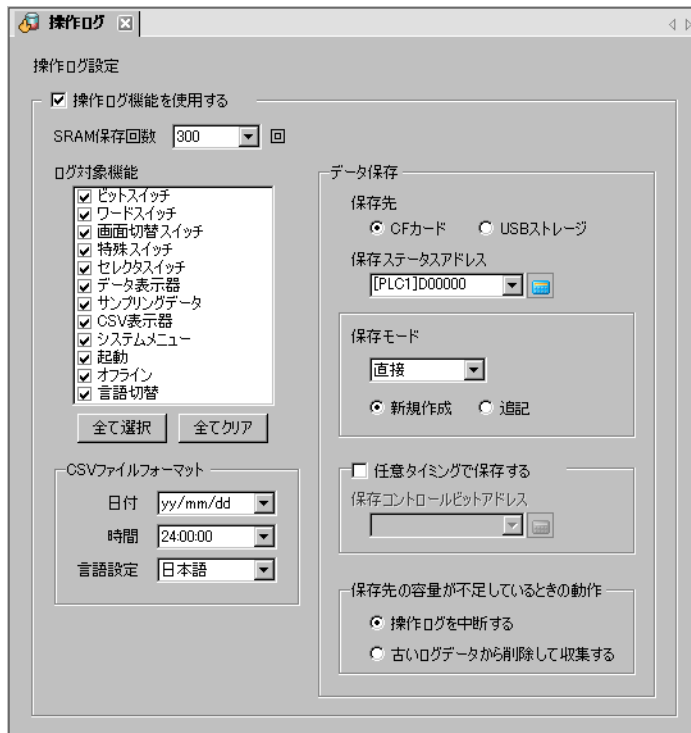 操作ログ
操作ログ設定
操作ログ機能を使用する
SRAM保存回数 300 回
ログ対象機能
ビットスイッチ
ワードスイッチ
画面切替スイッチ
特殊スイッチ
セレクタスイッチ
データ表示器
サンプリングデータ
CSV表示器
システムメニュー
起動
オフライン
言語切替
全て選択 全てクリア
CSVファイルフォーマット
日付 yy/mm/dd
時間 24:00:00
言語設定 日本語
データ保存
保存先
CFカード USBストレージ
保存ステータスアドレス
[PLC1]D00000
保存モード
直接
新規作成 追記
任意タイミングで保存する
保存コントロールビットアドレス
保存先の容量が不足しているときの動作
操作ログを中断する
古いログデータから削除して収集する